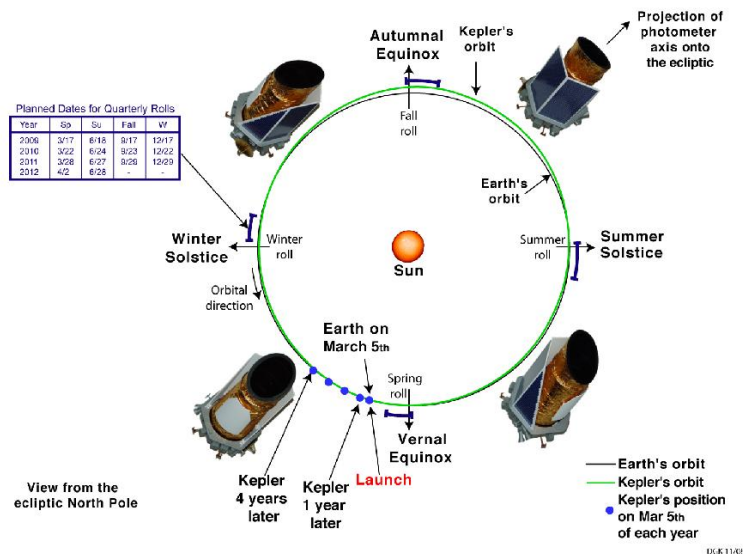 Projection of
photometer
axis onto
the ecliptic
Autumnal
Equinox
Kepler's
orbit
Planned Dates for Quarterly Rolls
Year Sp Su Fall W
2009 3/17 6/18 9/17 12/17
2010 3/22 6/24 9/23 12/22
2011 3/28 6/27 9/29 12/29
2012 4/2 6/28 - -
Fall
roll
Earth's
orbit
Winter
Solstice
Winter
roll
Sun
Summer
roll
Summer
Solstice
Orbital
direction
Earth on
March 5th
Spring
roll
Vernal
Equinox
Launch
Kepler
4 years
later
Kepler
1 year
later
View from the
ecliptic North Pole
Earth's orbit
Kepler's orbit
Kepler's position
on Mar 5th
of each year